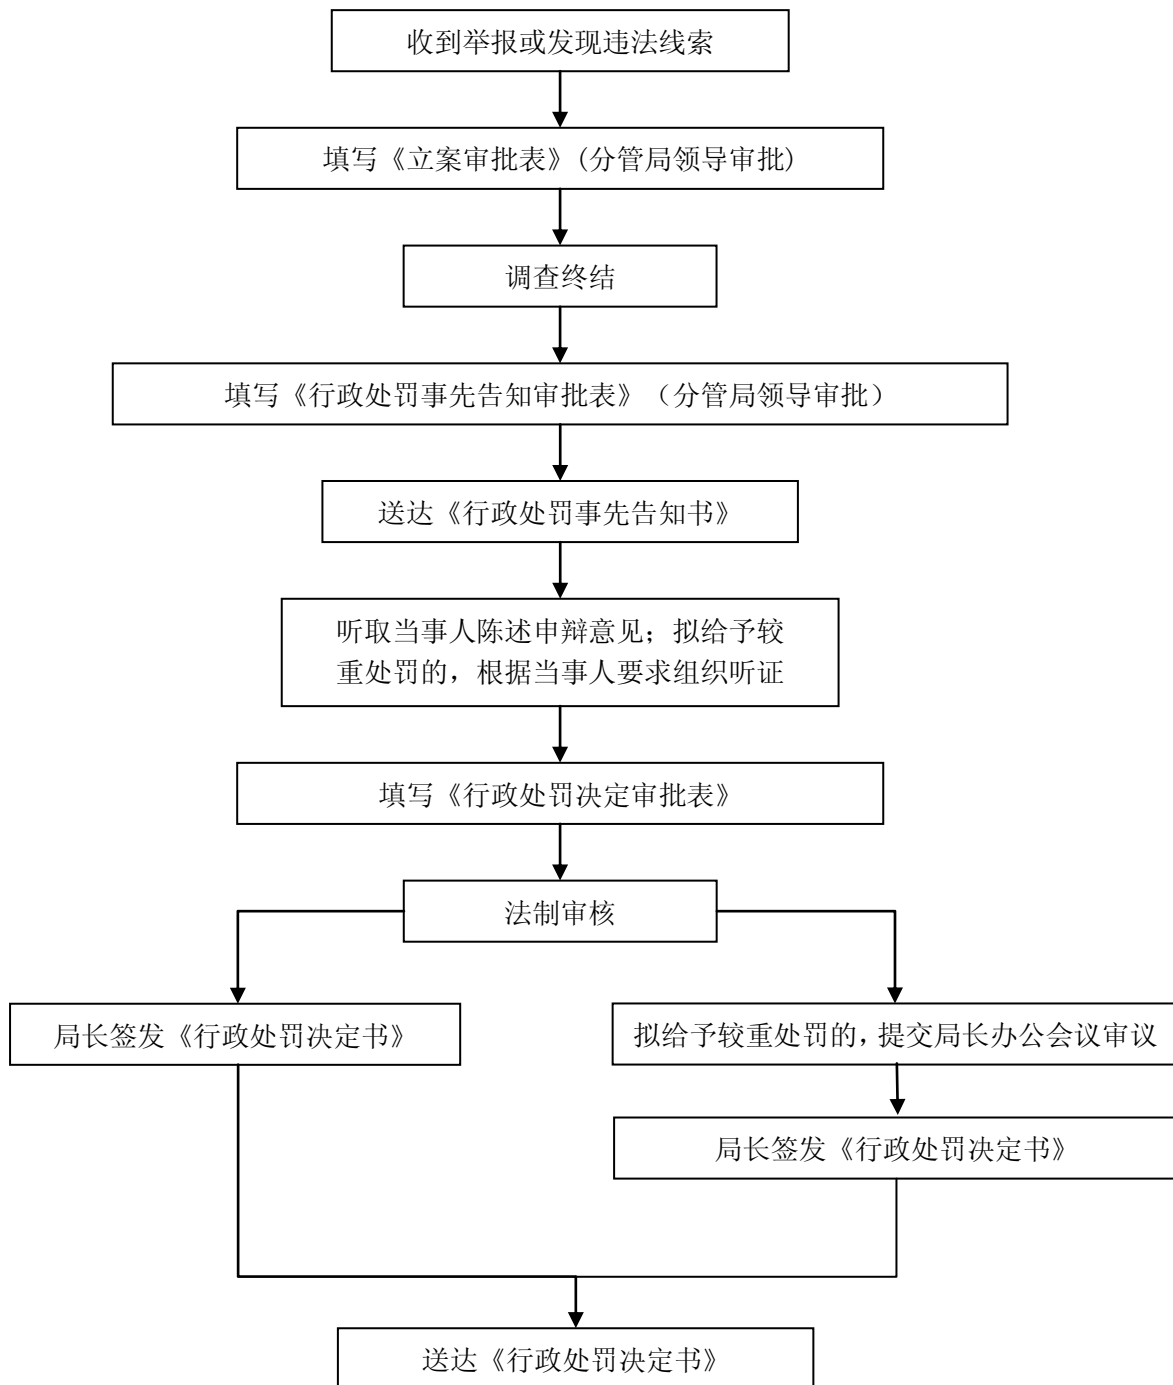 收到举报或发现违法线索
填写《立案审批表》(分管局领导审批)
调查终结
填写《行政处罚事先告知审批表》（分管局领导审批）
送达《行政处罚事先告知书》
听取当事人陈述申辩意见；拟给予较
重处罚的，根据当事人要求组织听证
填写《行政处罚决定审批表》
法制审核
局长签发《行政处罚决定书》
拟给予较重处罚的，提交局长办公会议审议
局长签发《行政处罚决定书》
送达《行政处罚决定书》